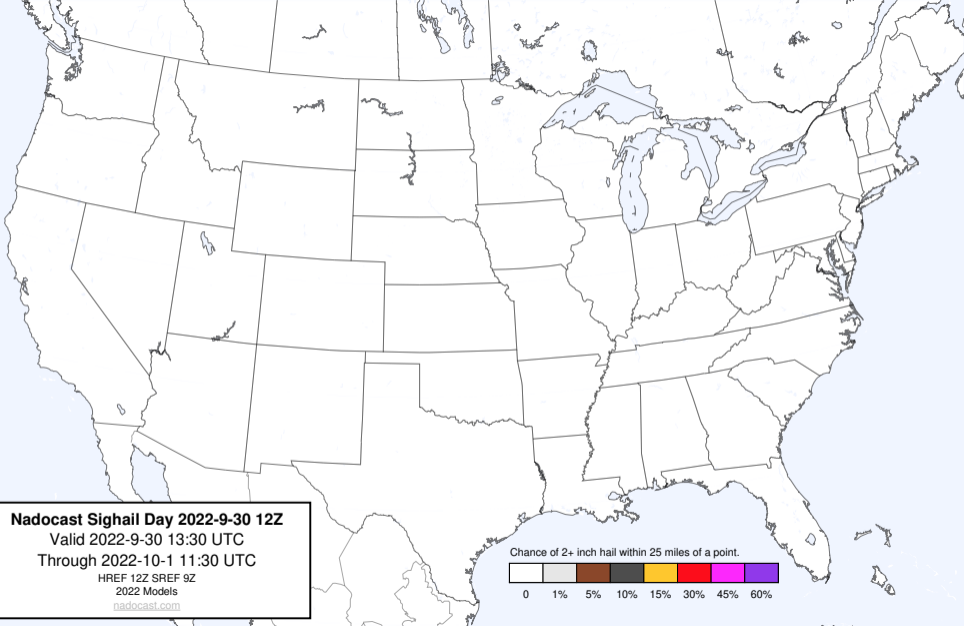 Nadocast Sighail Day 2022-9-30 12Z
Valid 2022-9-30 13:30 UTC
Through 2022-10-1 11:30 UTC
HREF 12Z SREF 9Z
2022 Models
nadocast.com
Chance of 2+ inch hail within 25 miles of a point.
0 1% 5% 10% 15% 30% 45% 60%